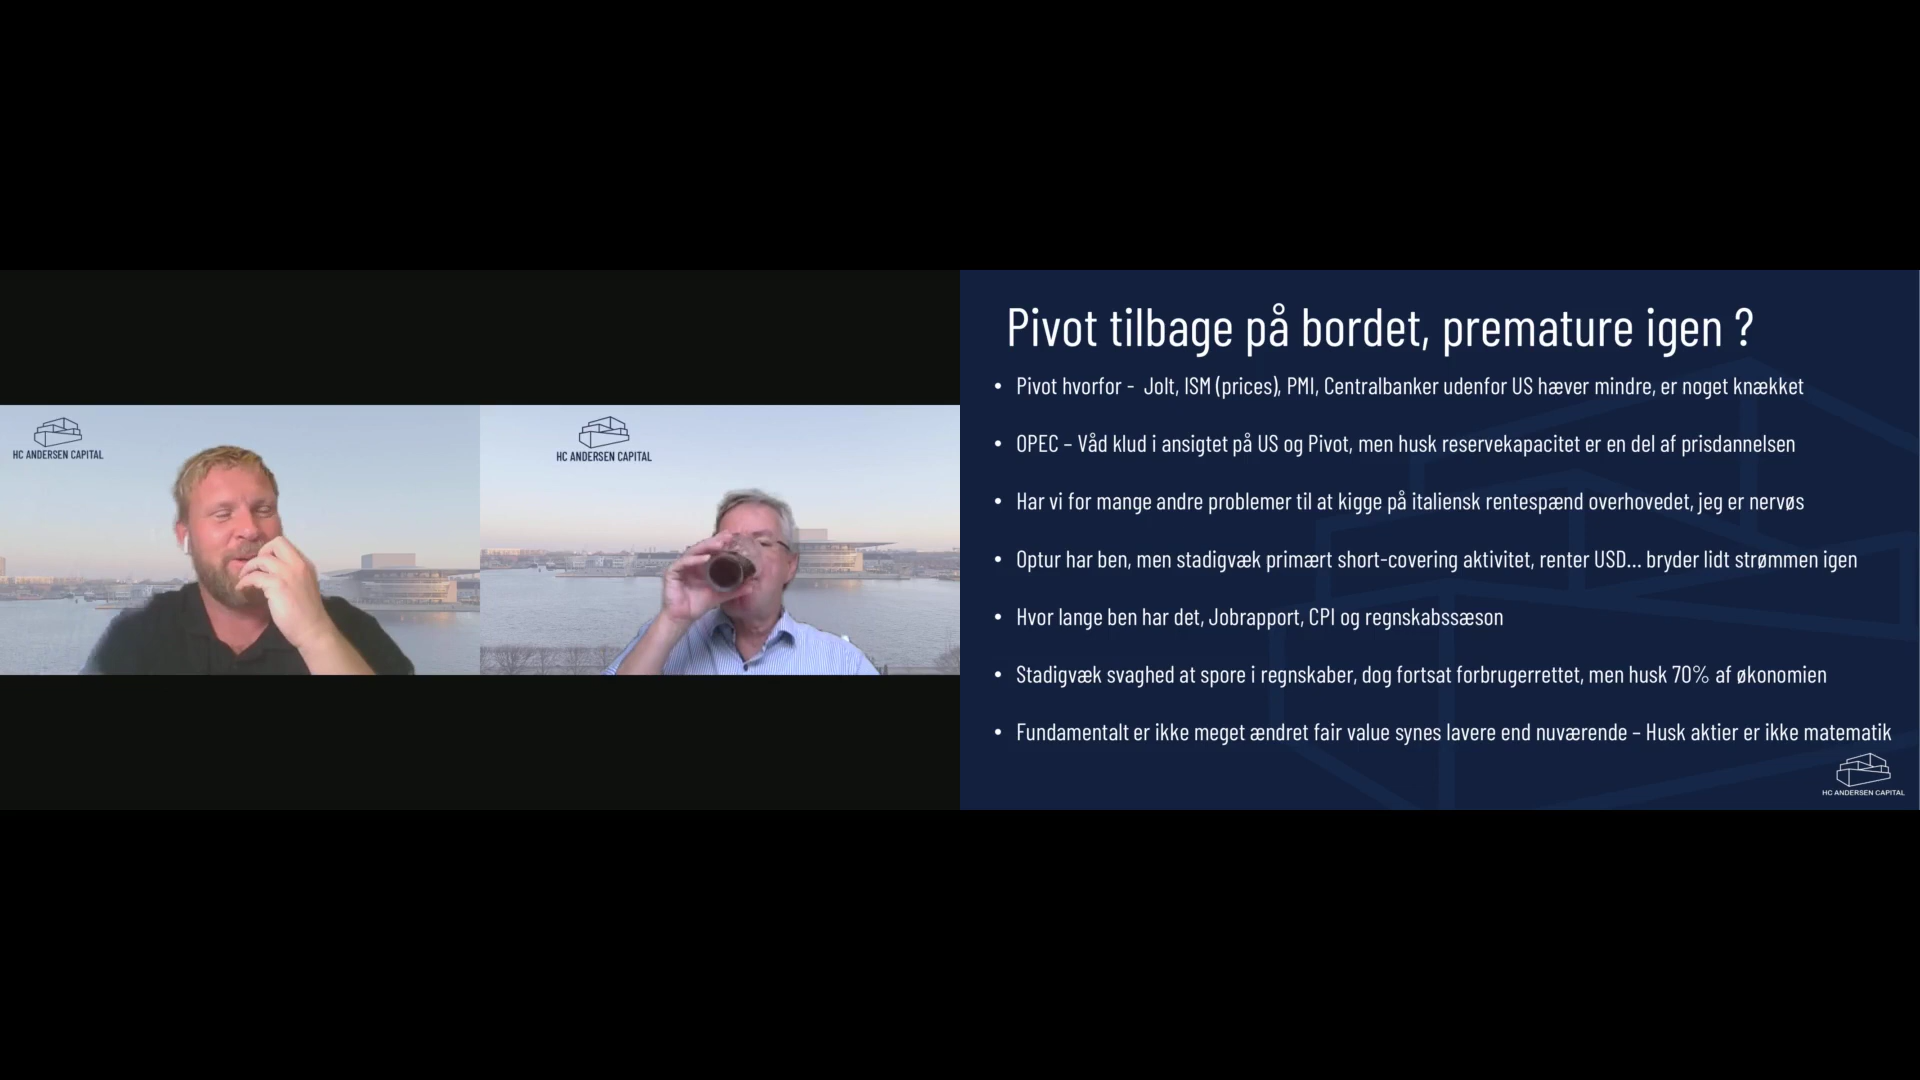 HC ANDERSEN CAPITAL
HC ANDERSEN CAPITAL
Pivot tilbage på bordet, premature igen ?
• Pivot hvorfor - Jolt, ISM (prices), PMI, Centralbanker udenfor US hæver mindre, er noget knækket
• OPEC – Våd klud i ansigtet på US og Pivot, men husk reservekapacitet er en del af prisdannelsen
• Har vi for mange andre problemer til at kigge på italiensk rentespænd overhovedet, jeg er nervøs
• Optur har ben, men stadigvæk primært short-covering aktivitet, renter USD... bryder lidt strømmen igen
• Hvor lange ben har det, Jobrapport, CPI og regnskabssæson
• Stadigvæk svaghed at spore i regnskaber, dog fortsat forbrugerrettet, men husk 70% af økonomien
• Fundamentalt er ikke meget ændret fair value synes lavere end nuværende – Husk aktier er ikke matematik
HC ANDERSEN CAPITAL